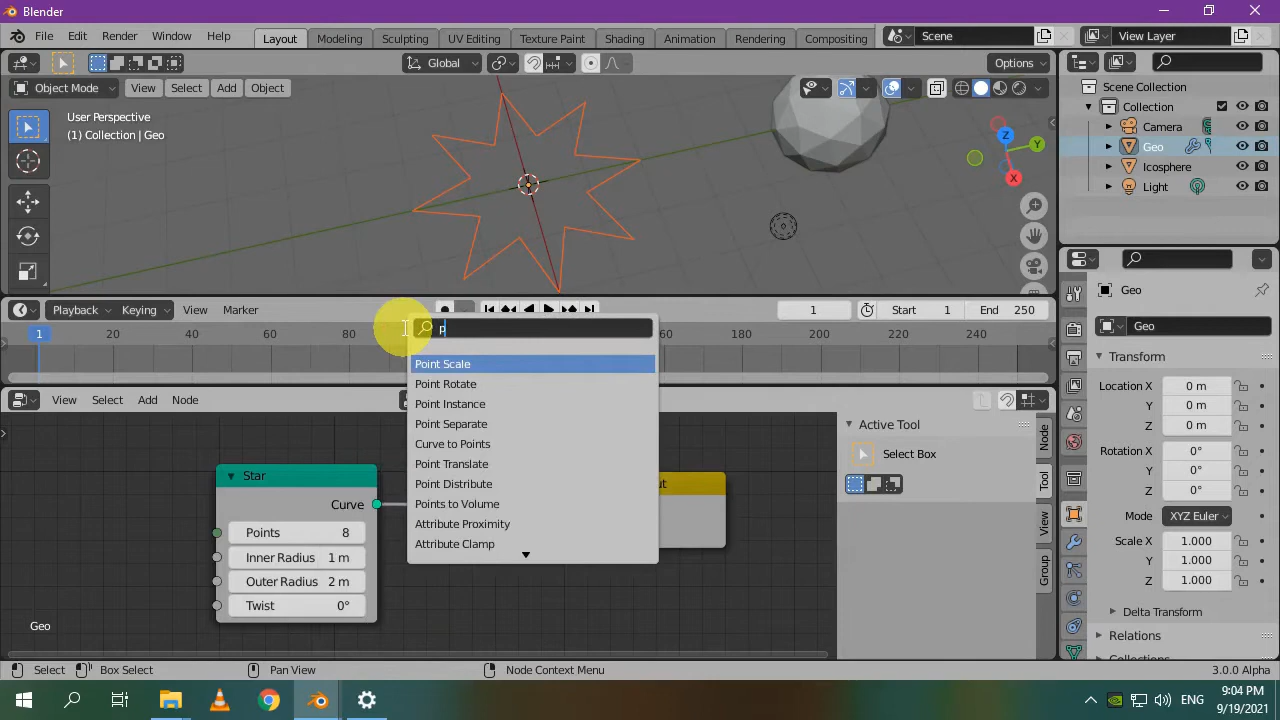 Blender
File Edit Render Window Help
Layout Modeling Sculpting UV Editing Texture Paint Shading Animation Rendering Compositing
Scene
View Layer
Global
Options
Object Mode View Select Add Object
User Perspective
(1) Collection | Geo
Z
Y
X
Scene Collection
Collection
Camera
Geo
Icosphere
Light
Playback Keying View Marker
1
Start 1
End 250
1 20 40 60 80 60 180 200 220 240
p
Point Scale
Point Rotate
Point Instance
Point Separate
Curve to Points
Point Translate
Point Distribute
Points to Volume
Attribute Proximity
Attribute Clamp
View Select Add Node
Star
Curve
Points 8
Inner Radius 1 m
Outer Radius 2 m
Twist 0°
ut
Geo
Active Tool
Select Box
Node
Tool
View
Group
Geo
Geo
Transform
Location X 0 m
Y 0 m
Z 0 m
Rotation X 0°
Y 0°
Z 0°
Mode XYZ Euler
Scale X 1.000
Y 1.000
Z 1.000
Delta Transform
Relations
Select
Box Select
Pan View
Node Context Menu
3.0.0 Alpha
ENG
9:04 PM
9/19/2021